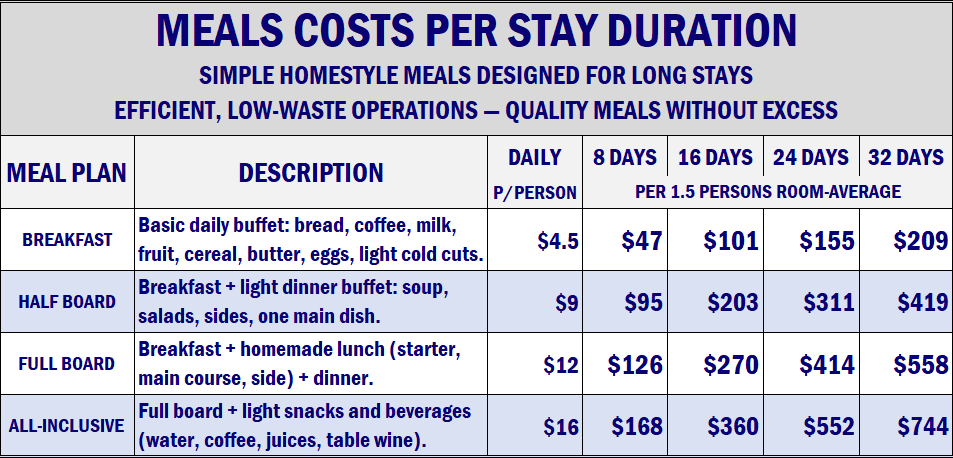 MEALS COSTS PER STAY DURATION
SIMPLE HOMESTYLE MEALS DESIGNED FOR LONG STAYS
EFFICIENT, LOW-WASTE OPERATIONS — QUALITY MEALS WITHOUT EXCESS
MEAL PLAN
DESCRIPTION
DAILY
P/PERSON
8 DAYS 16 DAYS 24 DAYS 32 DAYS
PER 1.5 PERSONS ROOM-AVERAGE
BREAKFAST
Basic daily buffet: bread, coffee, milk,
fruit, cereal, butter, eggs, light cold cuts.
$4.5 $47 $101 $155 $209
HALF BOARD
Breakfast + light dinner buffet: soup,
salads, sides, one main dish.
$9 $95 $203 $311 $419
FULL BOARD
Breakfast + homemade lunch (starter,
main course, side) + dinner.
$12 $126 $270 $414 $558
ALL-INCLUSIVE
Full board + light snacks and beverages
(water, coffee, juices, table wine).
$16 $168 $360 $552 $744